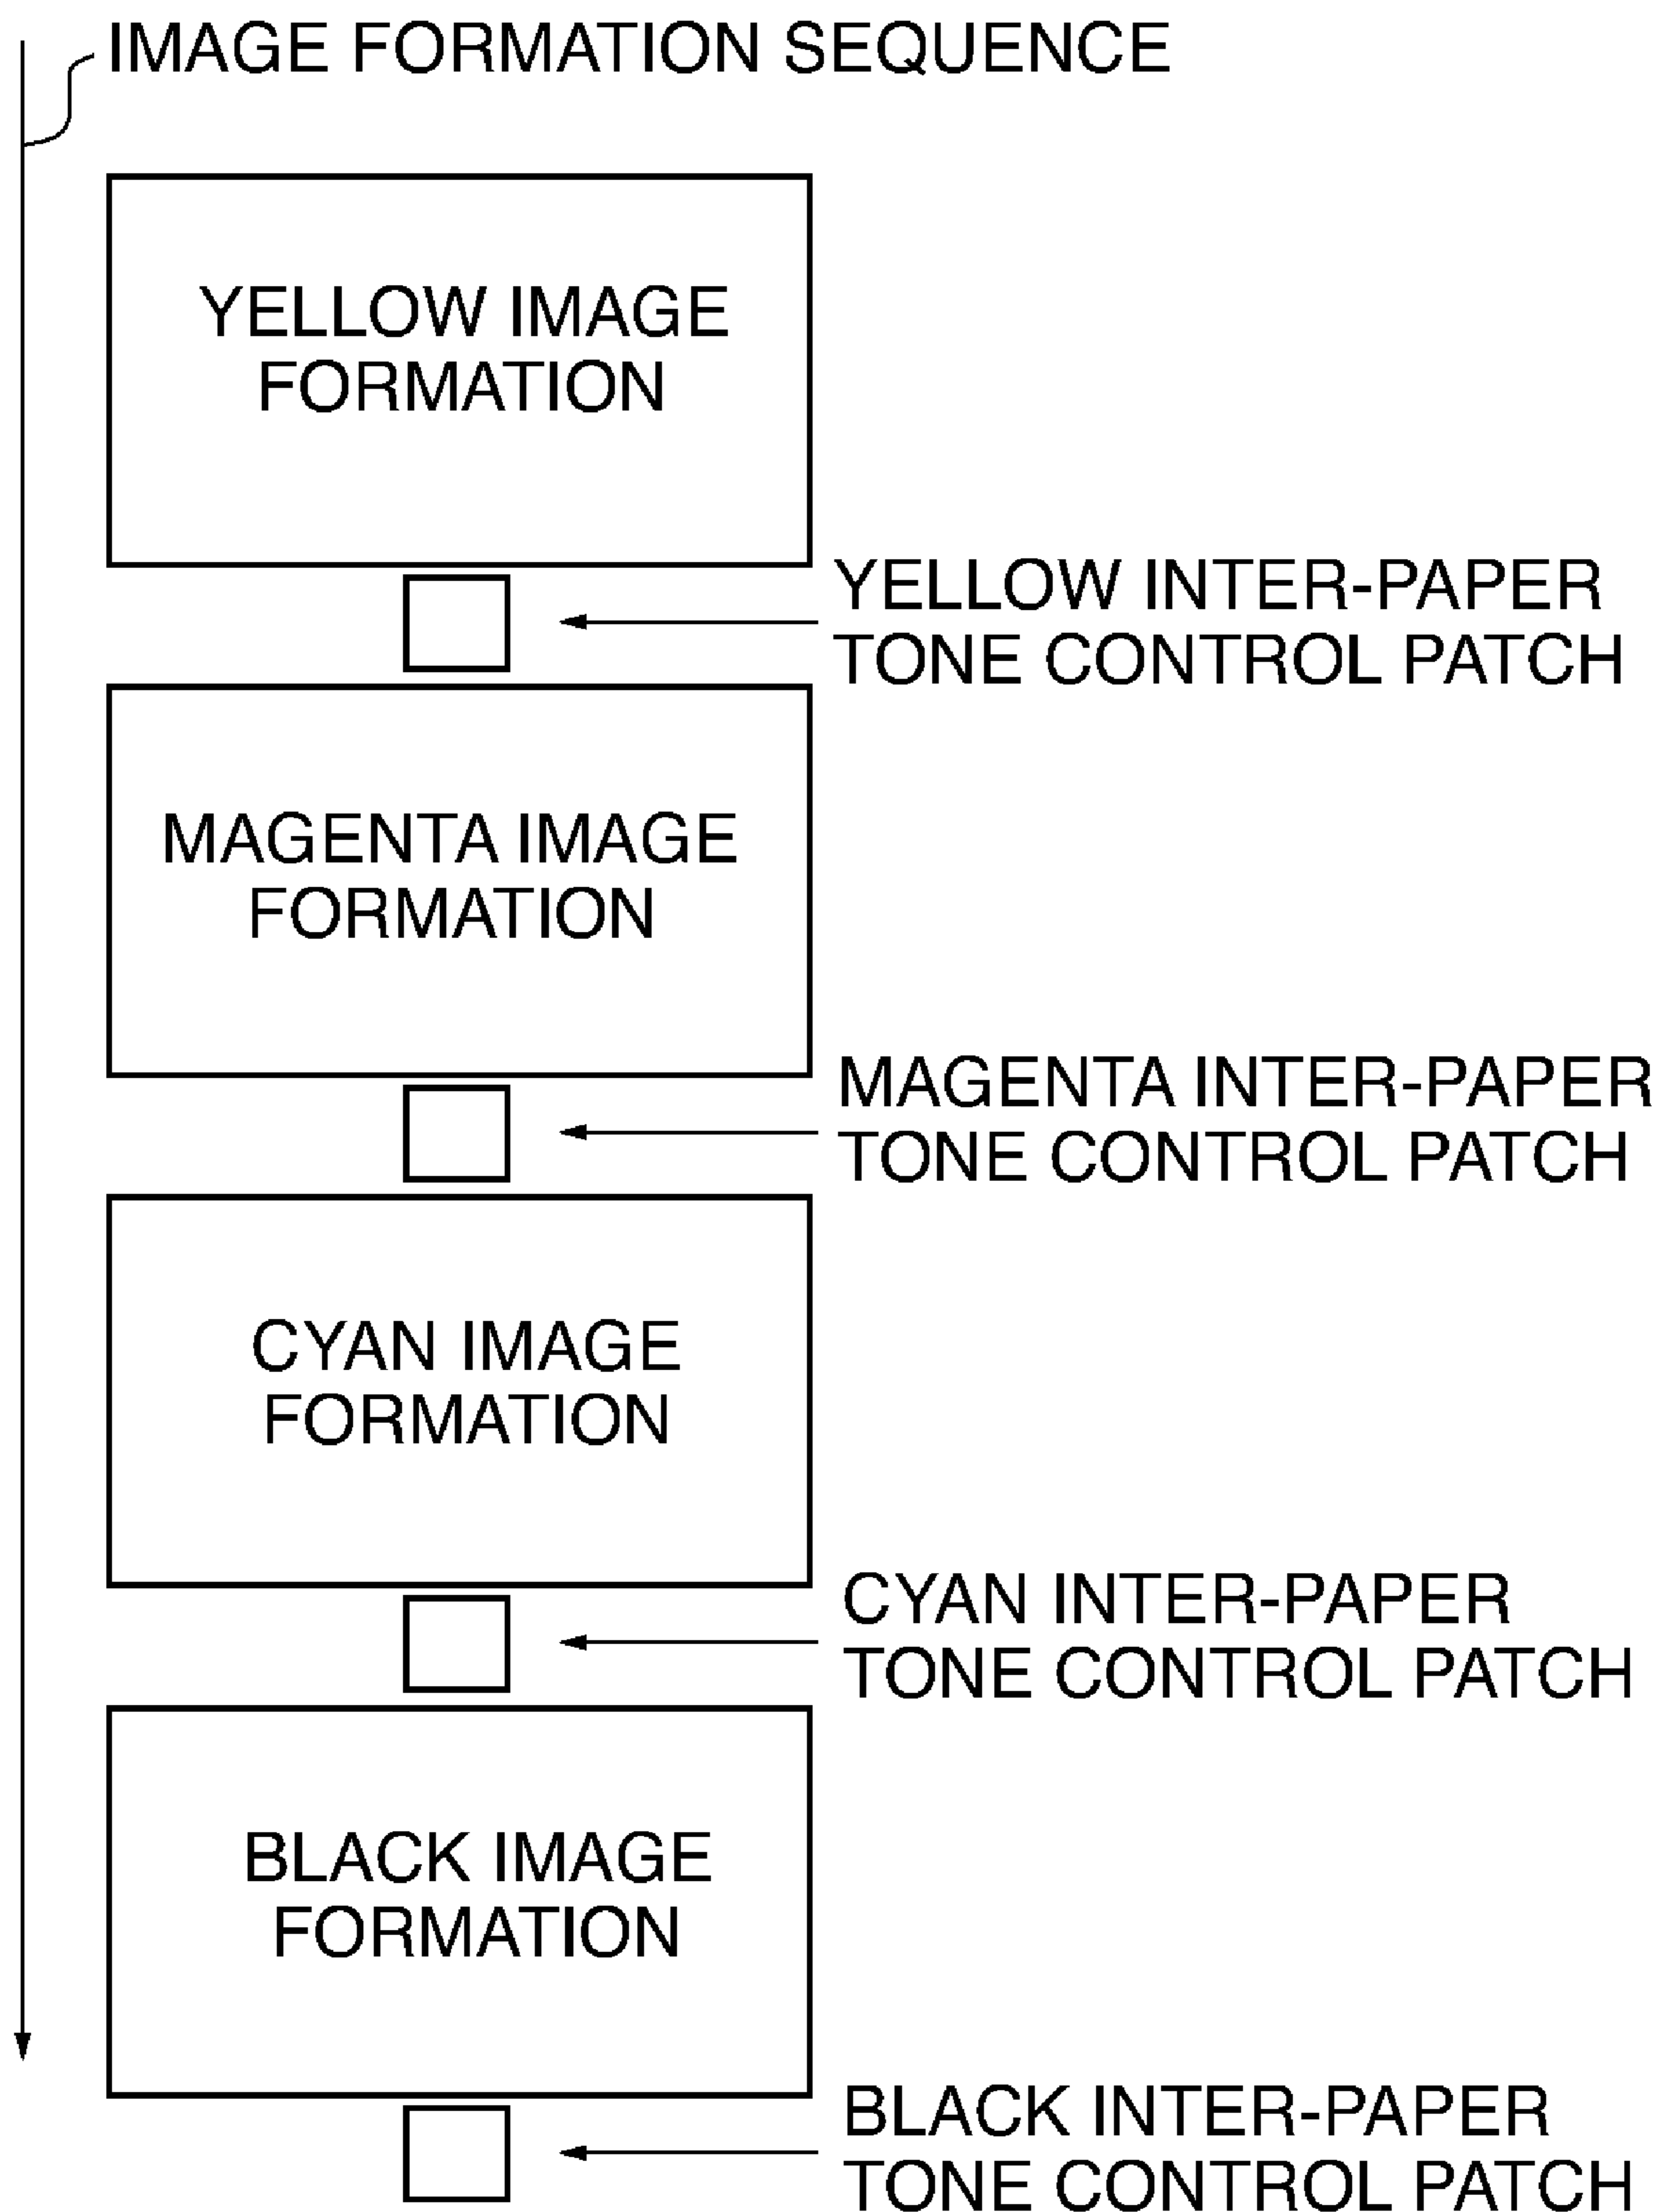 IMAGE FORMATION SEQUENCE
YELLOW IMAGE
FORMATION
YELLOW INTER-PAPER
TONE CONTROL PATCH
MAGENTA IMAGE
FORMATION
MAGENTA INTER-PAPER
TONE CONTROL PATCH
CYAN IMAGE
FORMATION
CYAN INTER-PAPER
TONE CONTROL PATCH
BLACK IMAGE
FORMATION
BLACK INTER-PAPER
TONE CONTROL PATCH